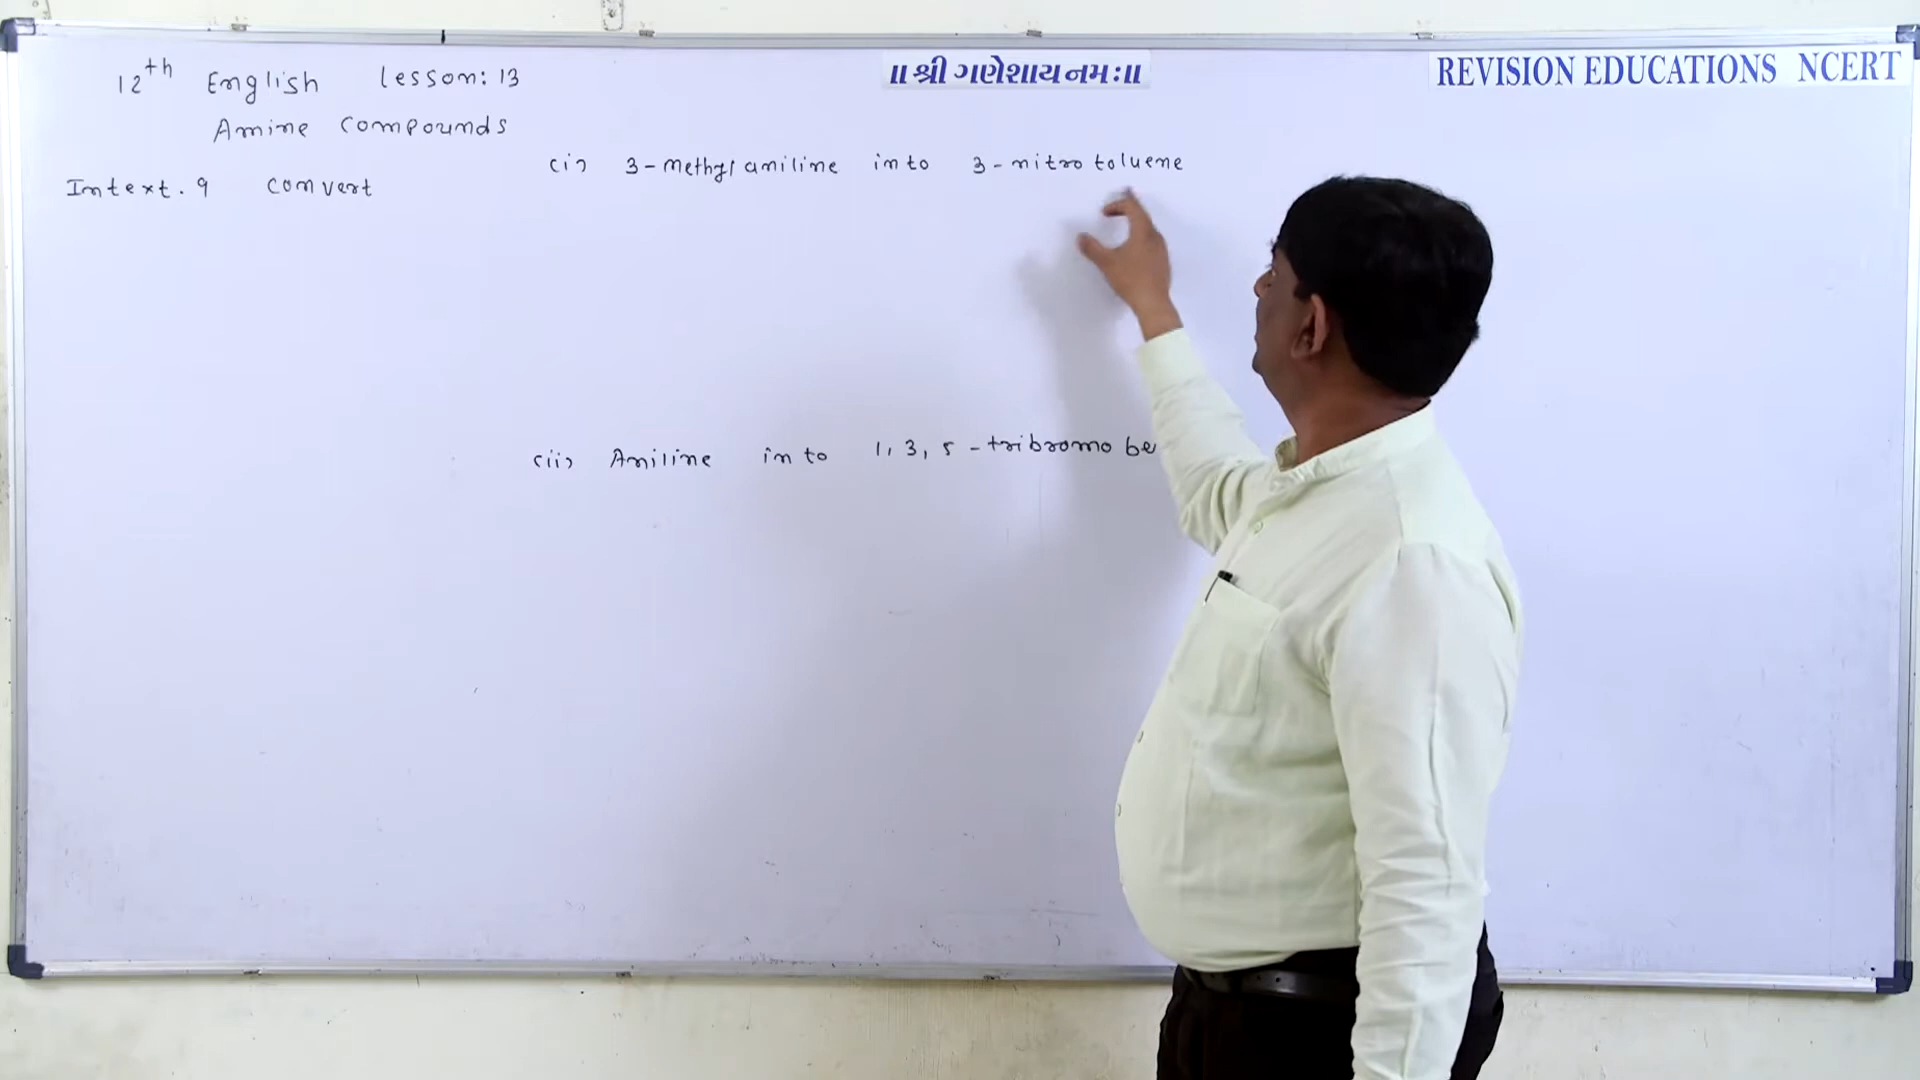 12th English Lesson: 13
॥ श्री ગણેશાય નમઃ ॥
REVISION EDUCATIONS NCERT
Amine compounds
Intext. 9 convert
(i) 3-methyl aniline into 3-nitro toluene
(ii) Aniline into 1, 3, 5 - tribromo be